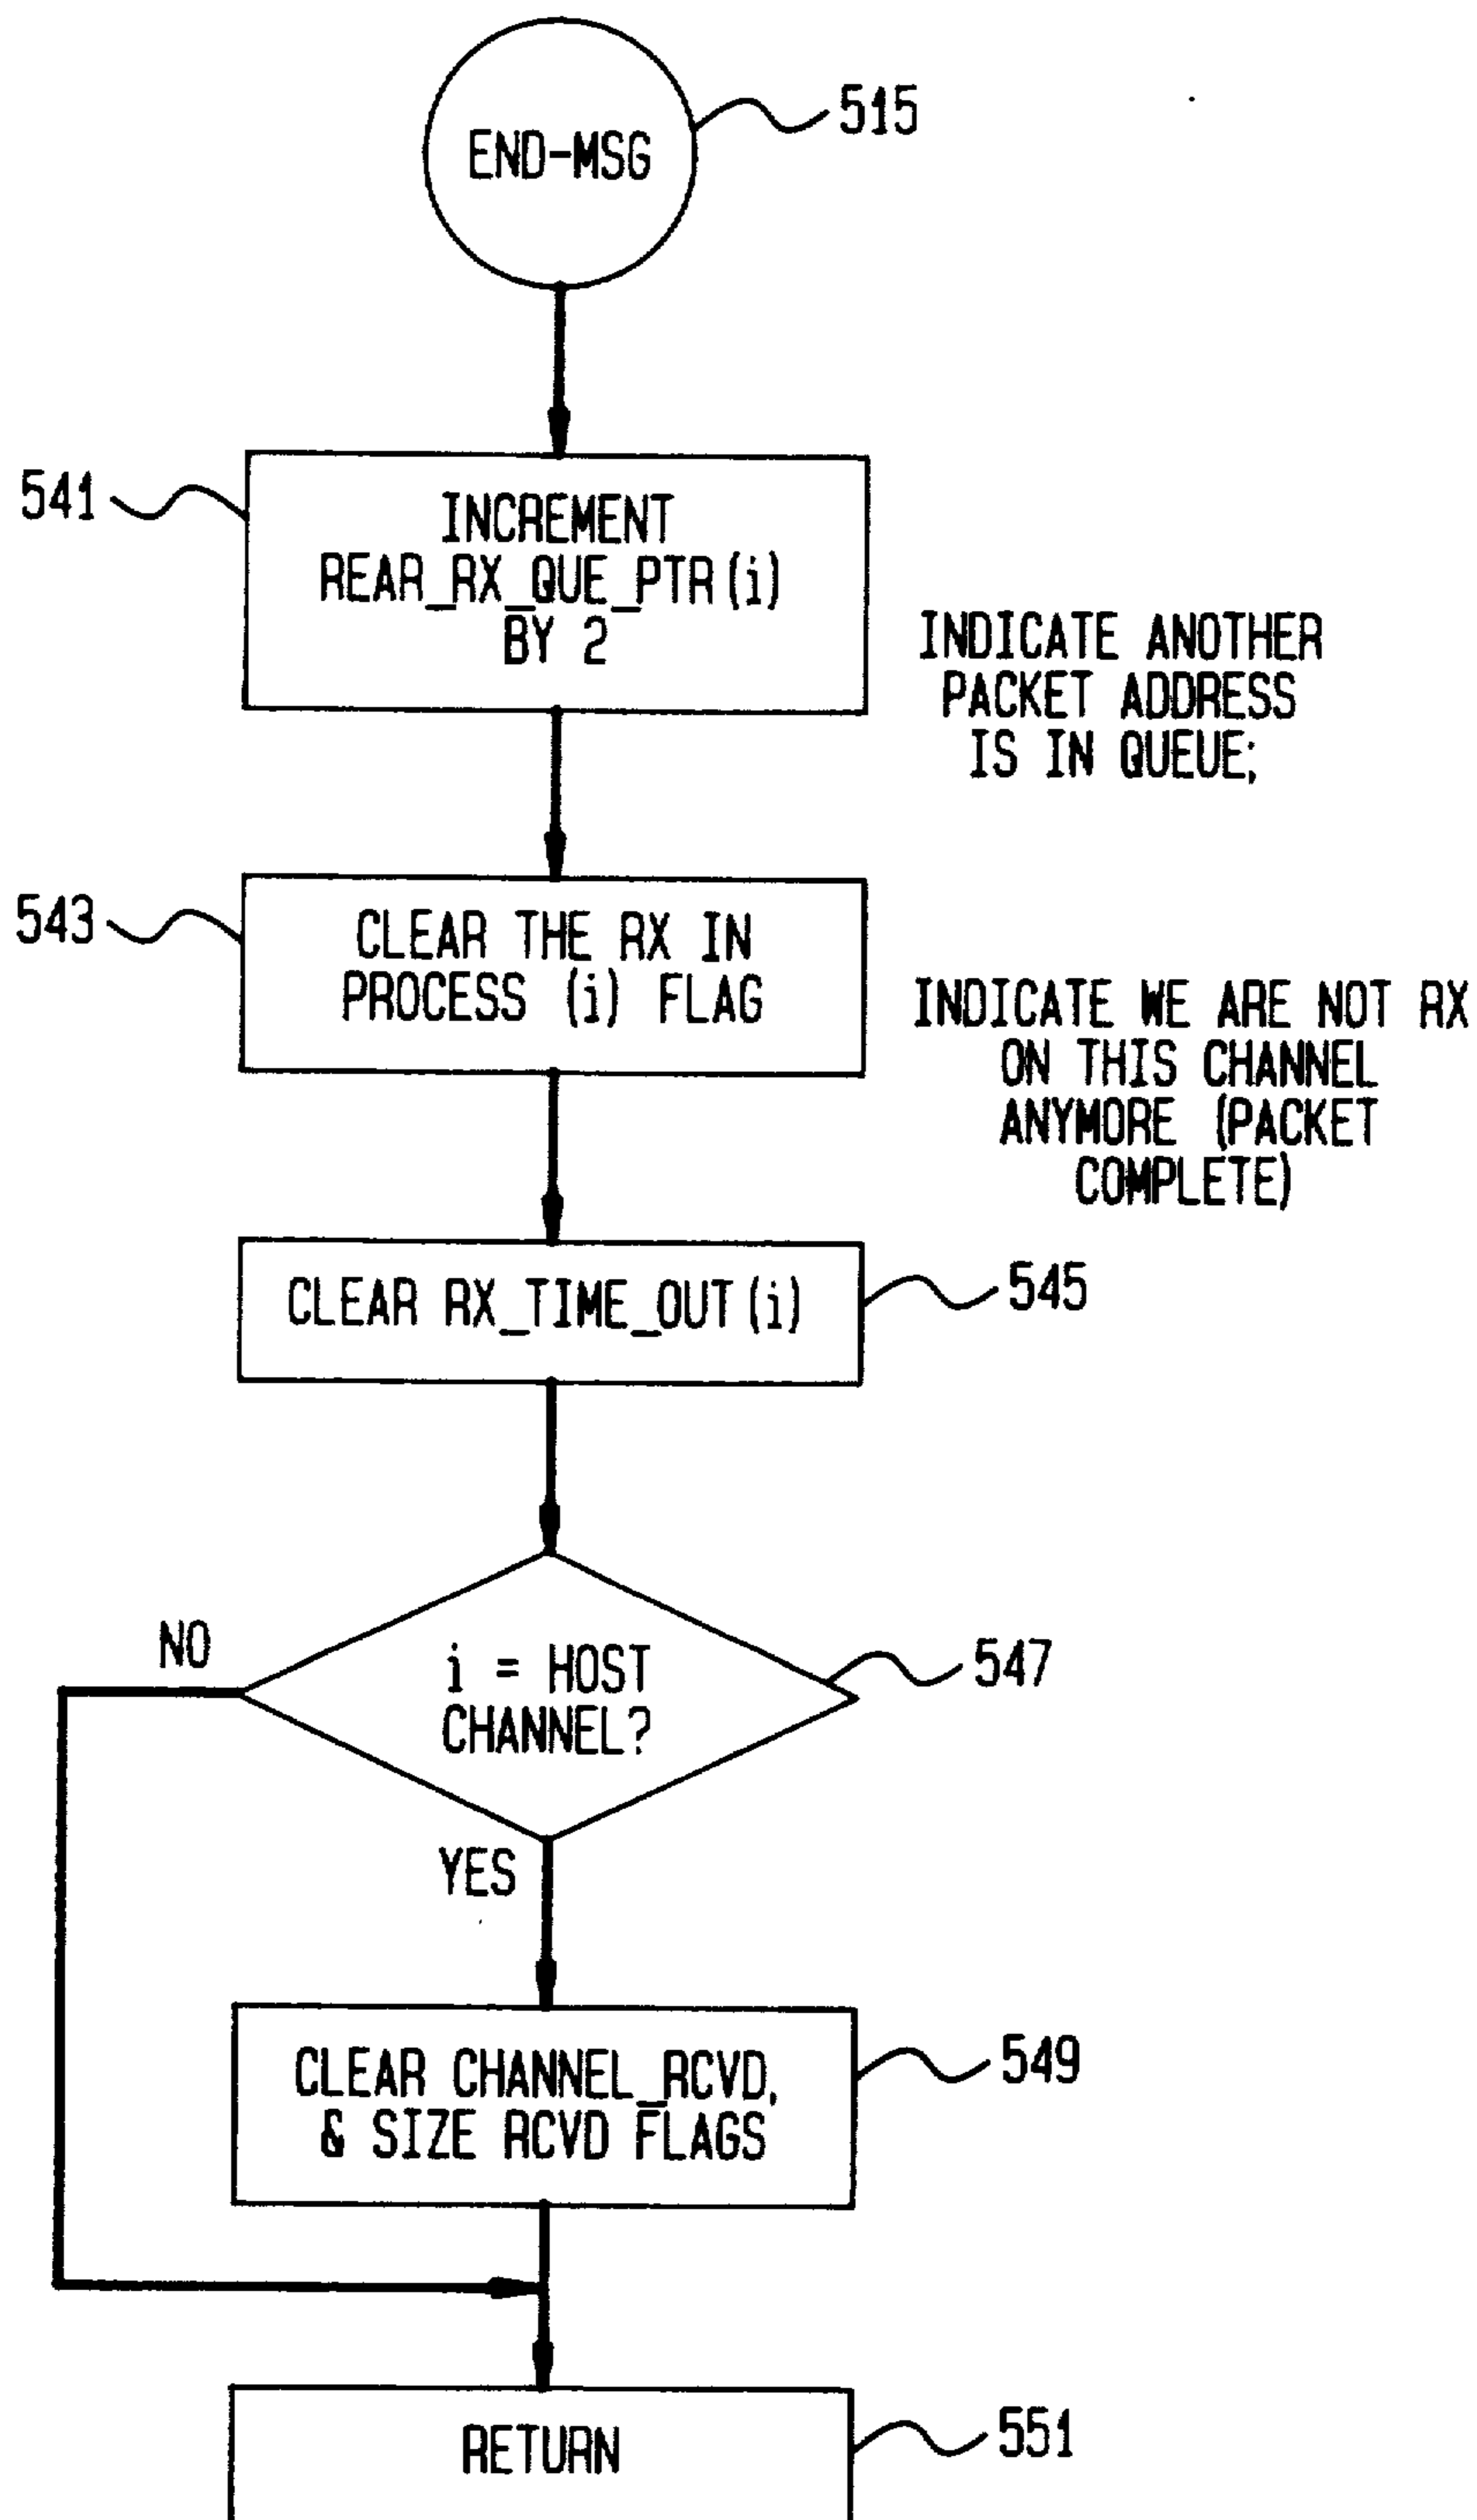 515
END-MSG
541
INCREMENT
REAR_RX_QUE_PTR(i)
BY 2
INDICATE ANOTHER
PACKET ADDRESS
IS IN QUEUE;
543
CLEAR THE RX IN
PROCESS (i) FLAG
INDICATE WE ARE NOT RX
ON THIS CHANNEL
ANYMORE (PACKET
COMPLETE)
CLEAR RX_TIME_OUT(i)
545
NO
i = HOST
CHANNEL?
547
YES
CLEAR CHANNEL_RCVD,
& SIZE RCVD FLAGS
549
RETURN
551